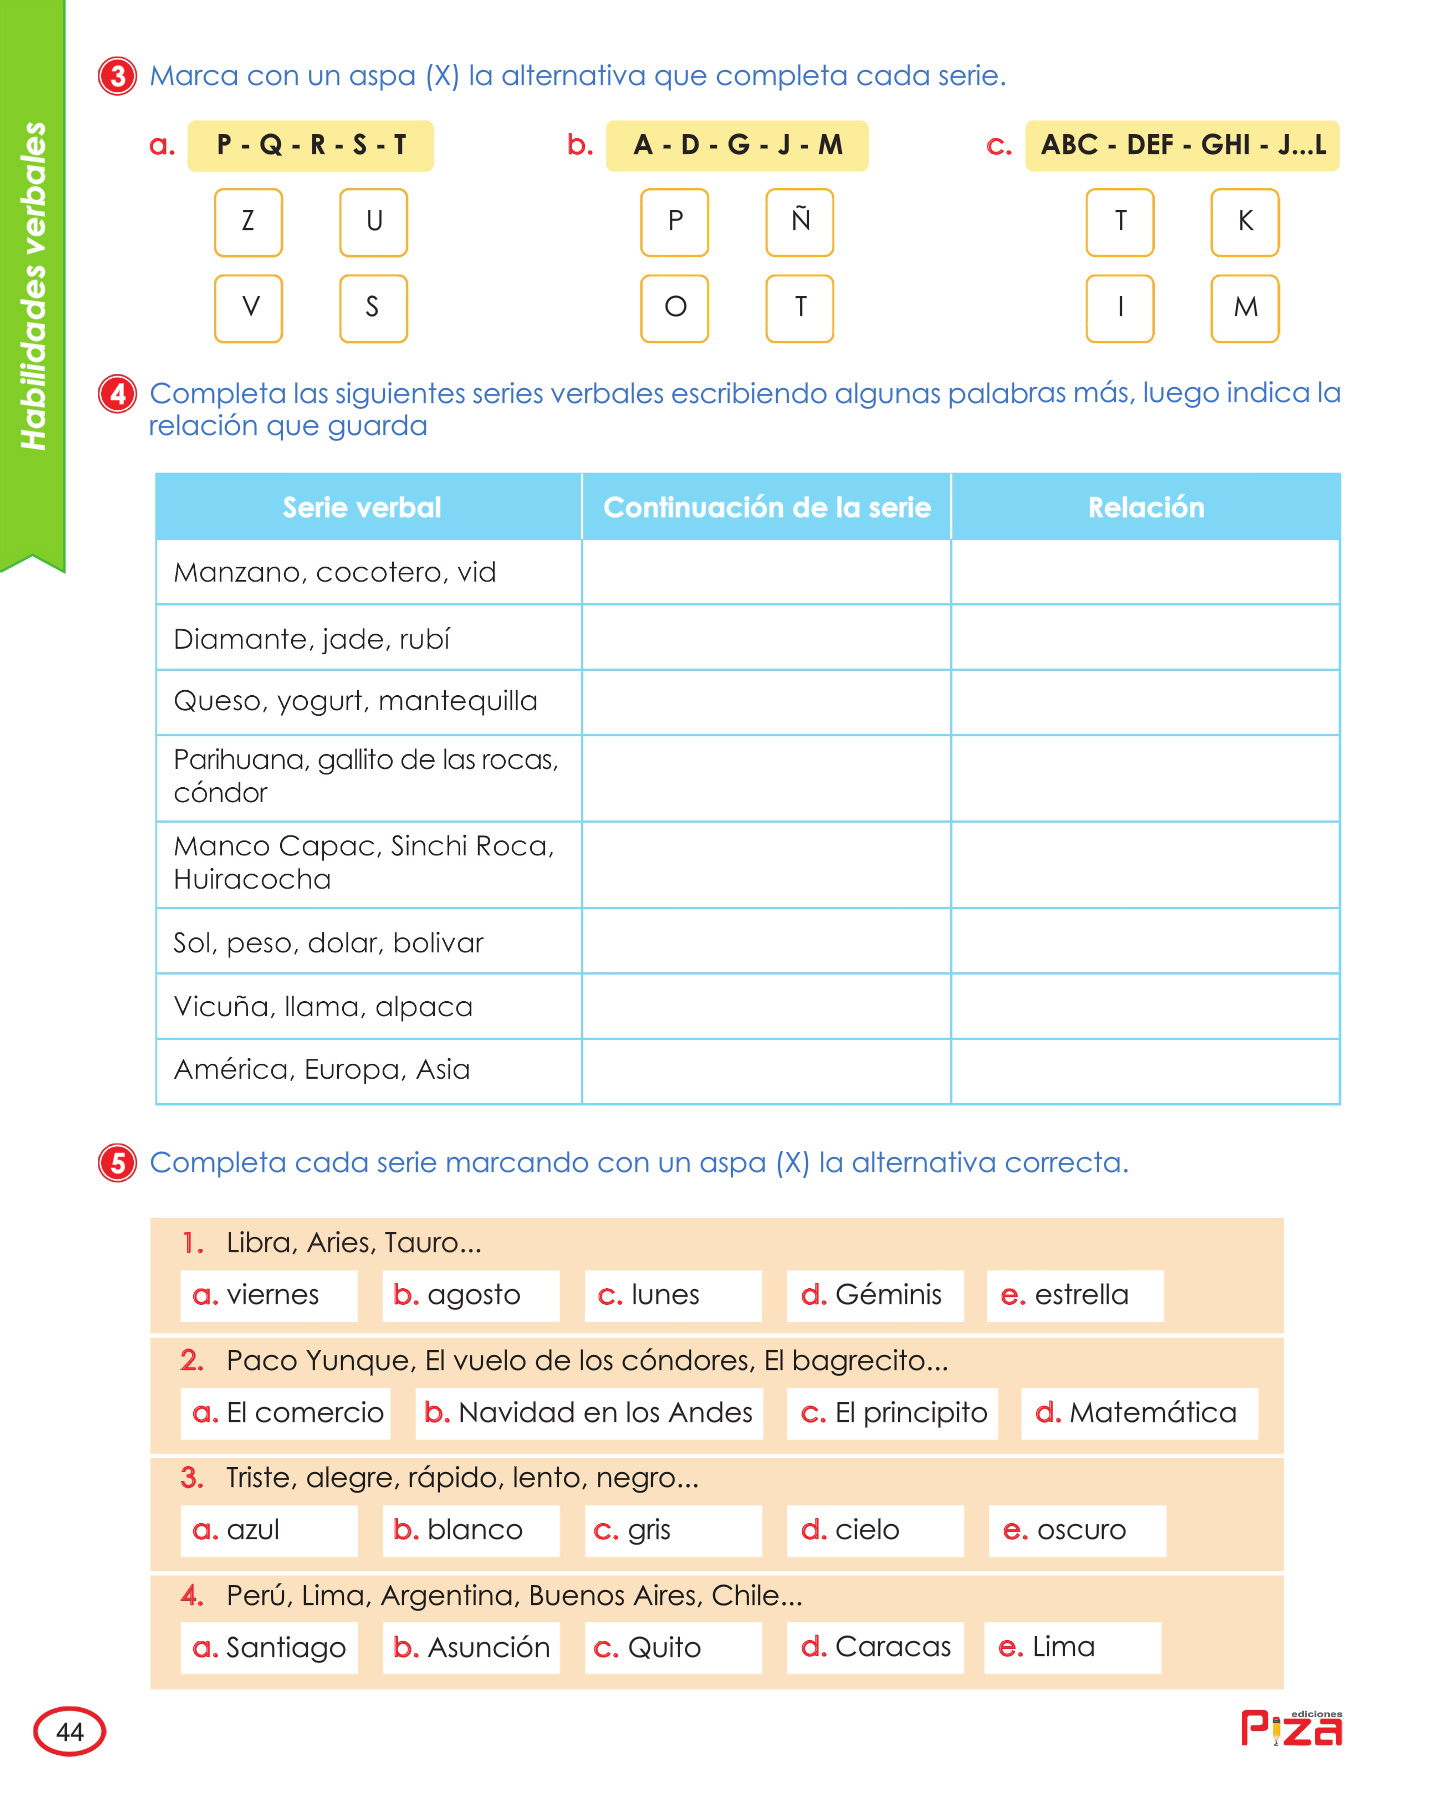 Habilidades verbales
3 Marca con un aspa (X) la alternativa que completa cada serie.
a. P - Q - R - S - T
Z U
V S
b. A - D - G - J - M
P Ñ
O T
c. ABC - DEF - GHI - J...L
T K
I M
4 Completa las siguientes series verbales escribiendo algunas palabras más, luego indica la
relación que guarda
Serie verbal Continuación de la serie Relación
Manzano, cocotero, vid
Diamante, jade, rubí
Queso, yogurt, mantequilla
Parihuana, gallito de las rocas,
cóndor
Manco Capac, Sinchi Roca,
Huiracocha
Sol, peso, dolar, bolivar
Vicuña, llama, alpaca
América, Europa, Asia
5 Completa cada serie marcando con un aspa (X) la alternativa correcta.
1. Libra, Aries, Tauro...
a. viernes b. agosto c. lunes d. Géminis e. estrella
2. Paco Yunque, El vuelo de los cóndores, El bagrecito...
a. El comercio b. Navidad en los Andes c. El principito d. Matemática
3. Triste, alegre, rápido, lento, negro...
a. azul b. blanco c. gris d. cielo e. oscuro
4. Perú, Lima, Argentina, Buenos Aires, Chile...
a. Santiago b. Asunción c. Quito d. Caracas e. Lima
44
ediciones
Piza